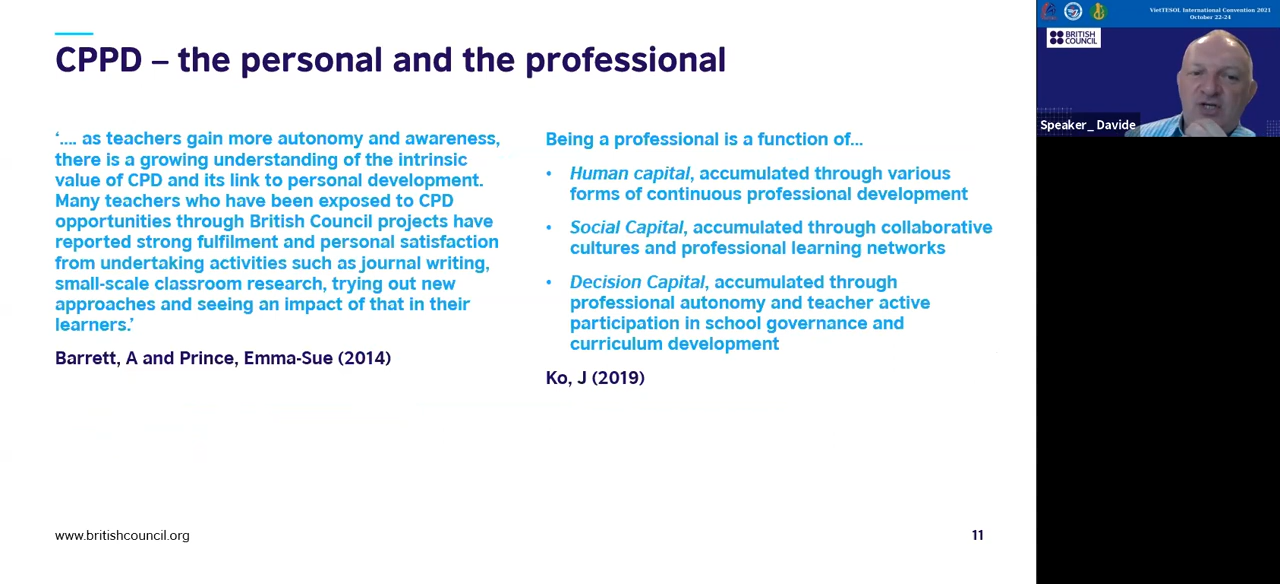 CPPD – the personal and the professional
‘.... as teachers gain more autonomy and awareness,
there is a growing understanding of the intrinsic
value of CPD and its link to personal development.
Many teachers who have been exposed to CPD
opportunities through British Council projects have
reported strong fulfilment and personal satisfaction
from undertaking activities such as journal writing,
small-scale classroom research, trying out new
approaches and seeing an impact of that in their
learners.’
Barrett, A and Prince, Emma-Sue (2014)
Being a professional is a function of...
• Human capital, accumulated through various
forms of continuous professional development
• Social Capital, accumulated through collaborative
cultures and professional learning networks
• Decision Capital, accumulated through
professional autonomy and teacher active
participation in school governance and
curriculum development
Ko, J (2019)
www.britishcouncil.org
11
VietTESOL International Convention 2021
October 22-24
BRITISH
COUNCIL
Speaker_ Davide